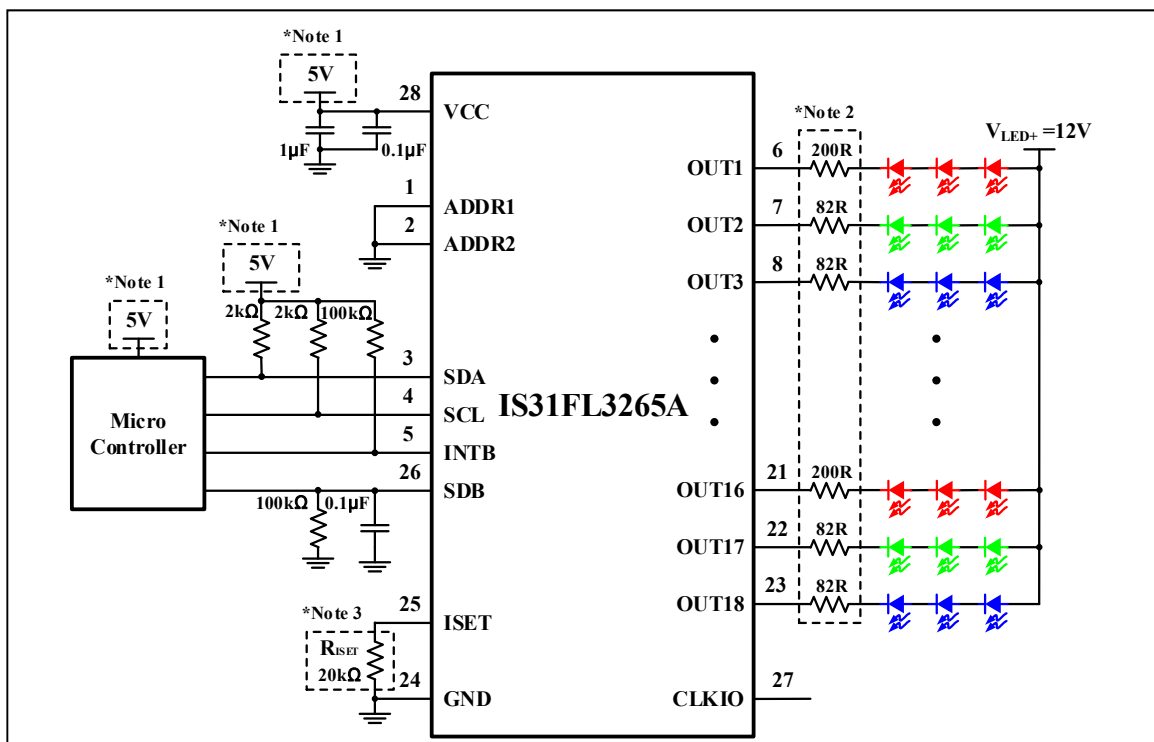 *Note 1
5V
28
VCC
1µF
0.1µF
1
ADDR1
2
ADDR2
*Note 1
5V
*Note 1
5V
2kΩ
2kΩ
100kΩ
Micro
Controller
3
SDA
4
SCL
5
INTB
26
SDB
100kΩ
0.1µF
*Note 3
25
ISET
RISET
20kΩ
24
GND
IS31FL3265A
*Note 2
VLED+ =12V
6
OUT1
200R
7
OUT2
82R
8
OUT3
82R
21
OUT16
200R
22
OUT17
82R
23
OUT18
82R
27
CLKIO